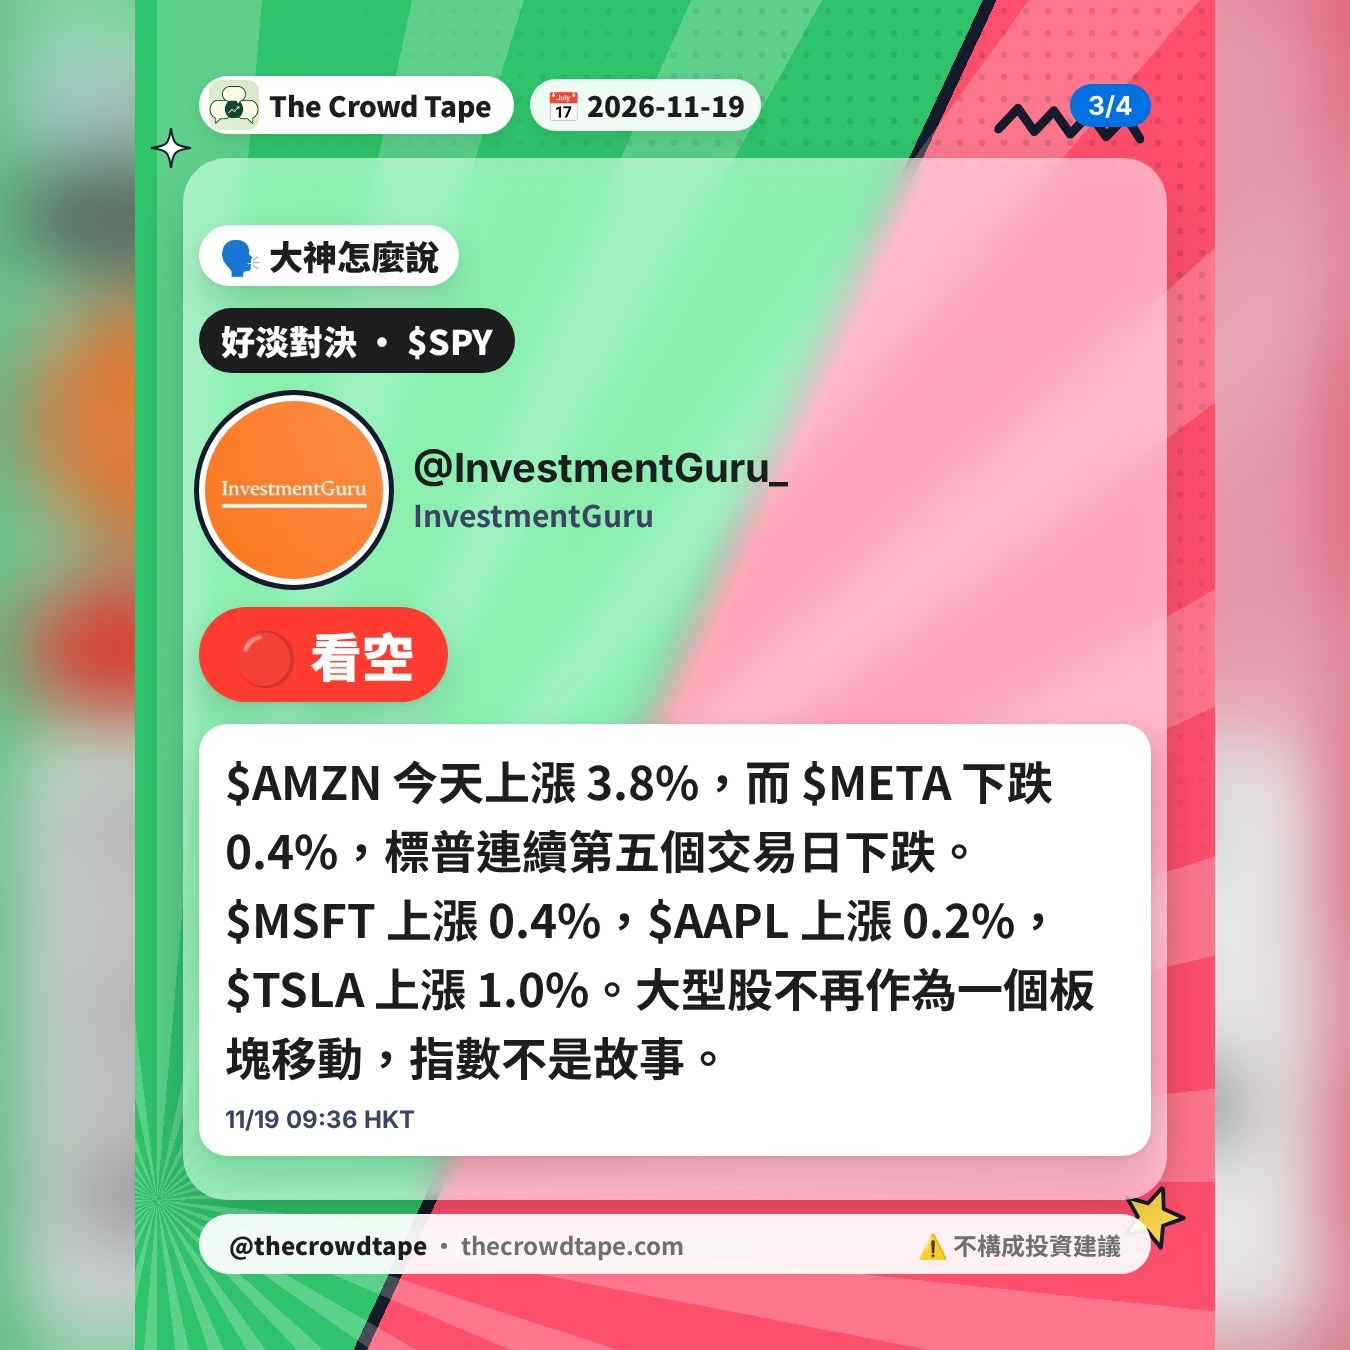 The Crowd Tape
July 17 2026-11-19
3/4
大神怎麼說
好淡對決 • $SPY
InvestmentGuru
@InvestmentGuru_
InvestmentGuru
看空
$AMZN 今天上漲 3.8%，而 $META 下跌
0.4%，標普連續第五個交易日下跌。
$MSFT 上漲 0.4%，$AAPL 上漲 0.2%，
$TSLA 上漲 1.0%。大型股不再作為一個板
塊移動，指數不是故事。
11/19 09:36 HKT
@thecrowdtape • thecrowdtape.com
不構成投資建議